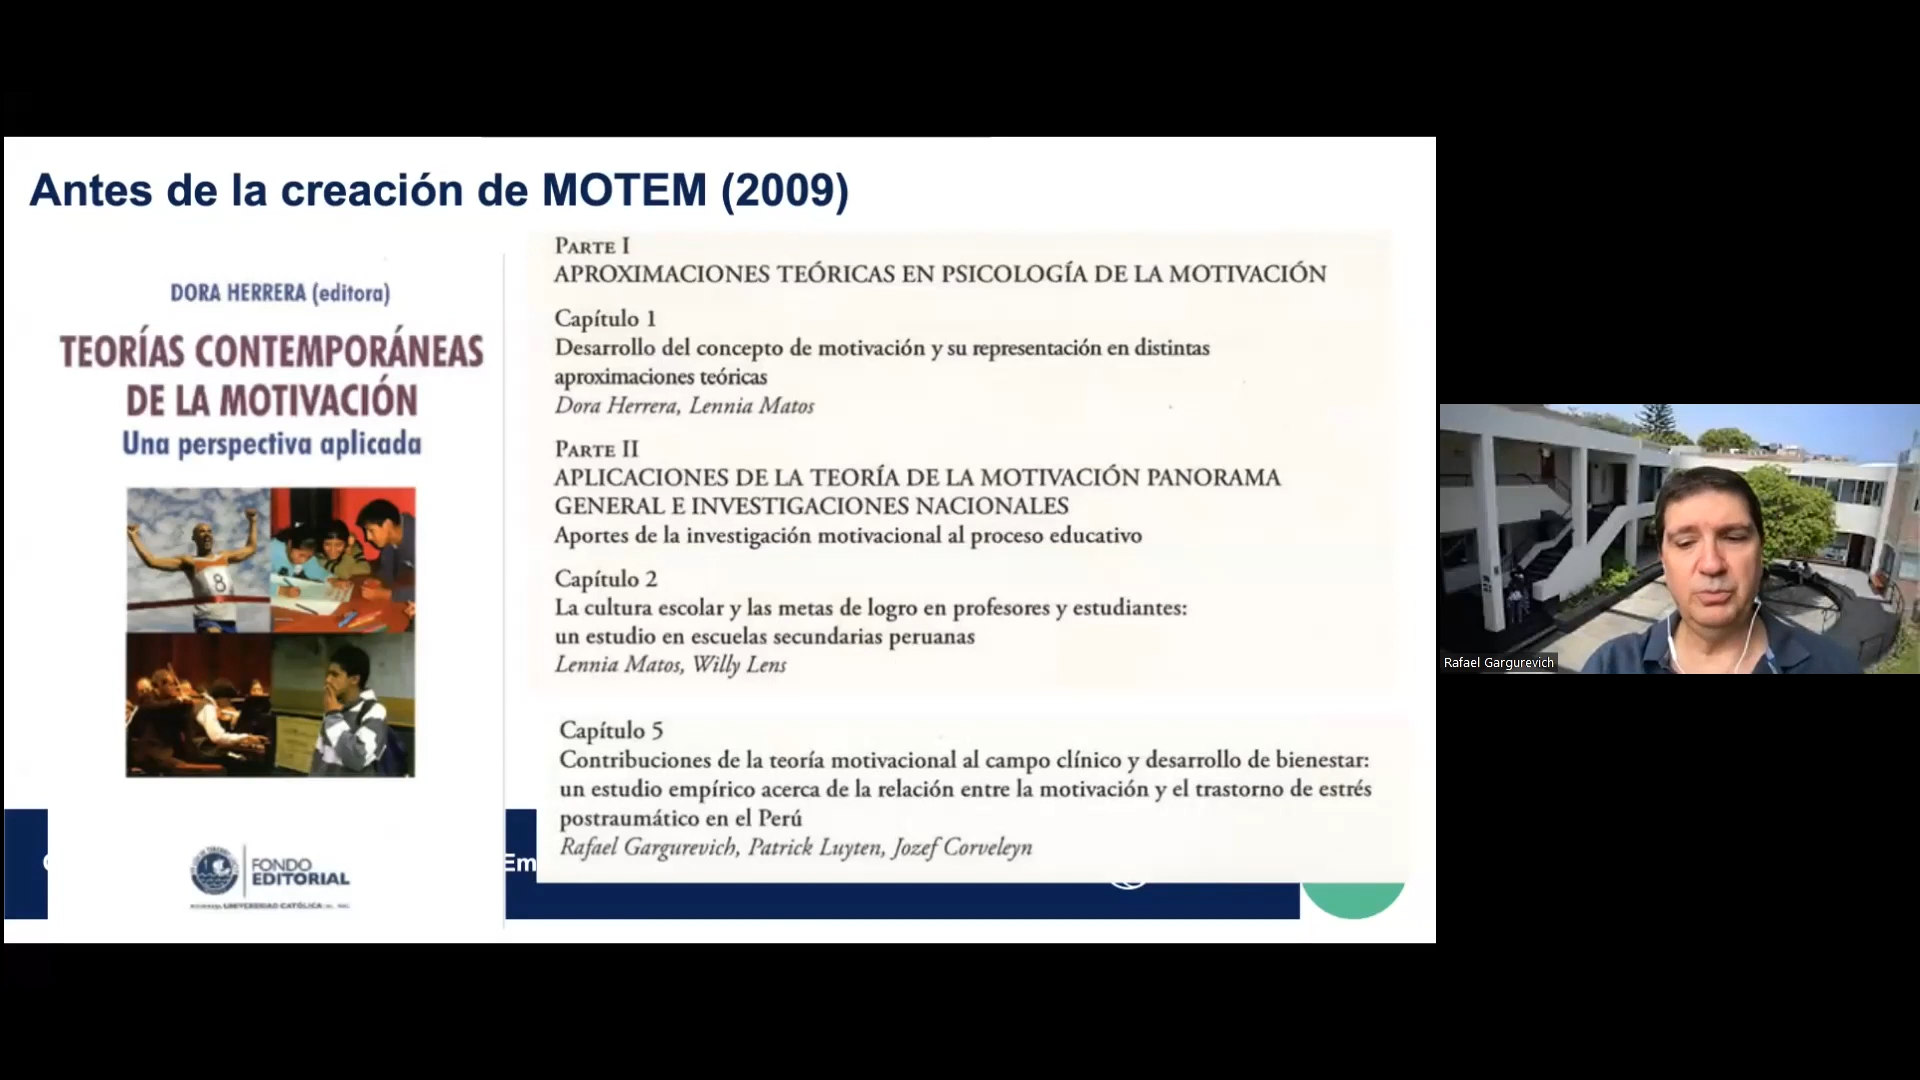 Antes de la creación de MOTEM (2009)
DORA HERRERA (editora)
TEORÍAS CONTEMPORÁNEAS
DE LA MOTIVACIÓN
Una perspectiva aplicada
8
FONDO
EDITORIAL
UNIVERSIDAD CATÓLICA
PARTE I
APROXIMACIONES TEÓRICAS EN PSICOLOGÍA DE LA MOTIVACIÓN
Capítulo 1
Desarrollo del concepto de motivación y su representación en distintas
aproximaciones teóricas
Dora Herrera, Lennia Matos
PARTE II
APLICACIONES DE LA TEORÍA DE LA MOTIVACIÓN PANORAMA
GENERAL E INVESTIGACIONES NACIONALES
Aportes de la investigación motivacional al proceso educativo
Capítulo 2
La cultura escolar y las metas de logro en profesores y estudiantes:
un estudio en escuelas secundarias peruanas
Lennia Matos, Willy Lens
Capítulo 5
Contribuciones de la teoría motivacional al campo clínico y desarrollo de bienestar:
un estudio empírico acerca de la relación entre la motivación y el trastorno de estrés
postraumático en el Perú
Rafael Gargurevich, Patrick Luyten, Jozef Corveleyn
Em
Rafael Gargurevich